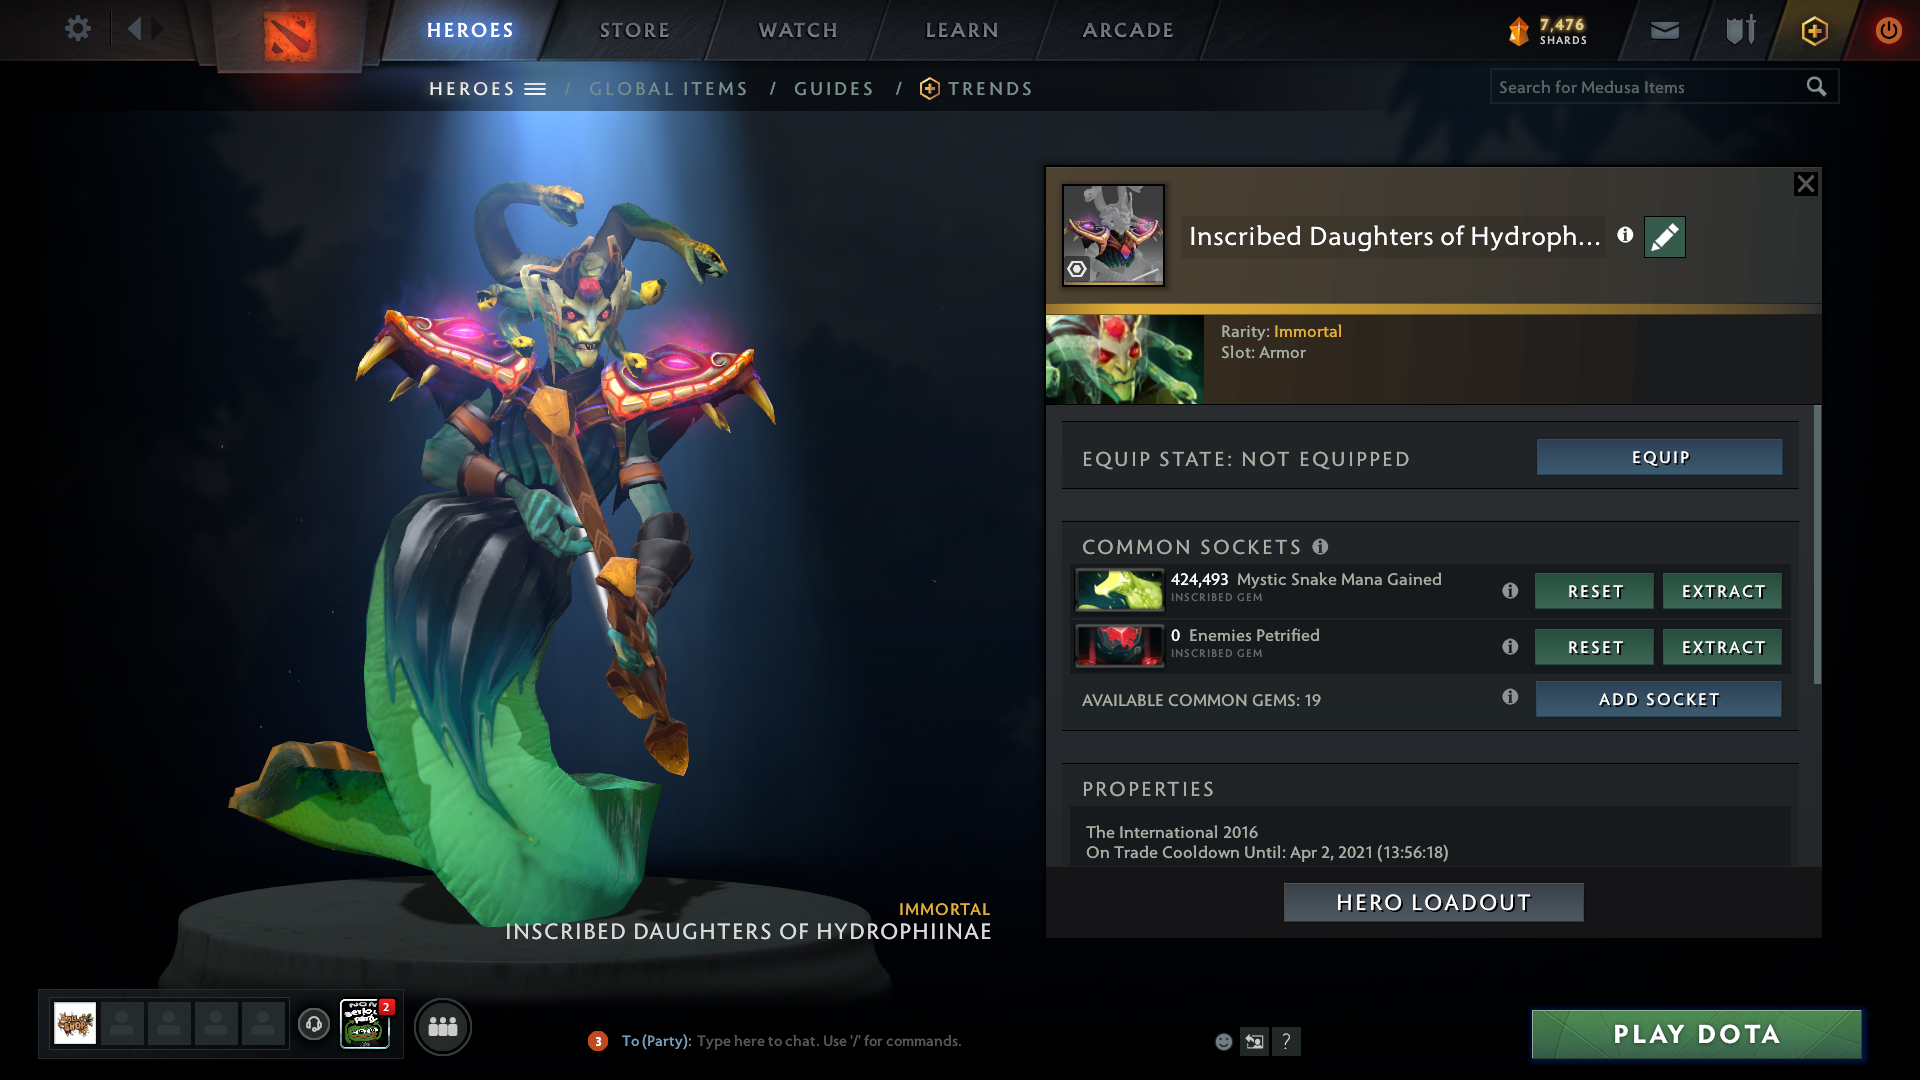 HEROES
STORE
WATCH
LEARN
ARCADE
7,476
SHARDS
HEROES / GLOBAL ITEMS / GUIDES / TRENDS
Search for Medusa Items
Inscribed Daughters of Hydroph...
Rarity: Immortal
Slot: Armor
EQUIP STATE: NOT EQUIPPED
EQUIP
COMMON SOCKETS
424,493 Mystic Snake Mana Gained
INSCRIBED GEM
RESET
EXTRACT
0 Enemies Petrified
INSCRIBED GEM
RESET
EXTRACT
AVAILABLE COMMON GEMS: 19
ADD SOCKET
PROPERTIES
The International 2016
On Trade Cooldown Until: Apr 2, 2021 (13:56:18)
HERO LOADOUT
IMMORTAL
INSCRIBED DAUGHTERS OF HYDROPHIINAE
2
3
To (Party): Type here to chat. Use '/' for commands.
?
PLAY DOTA